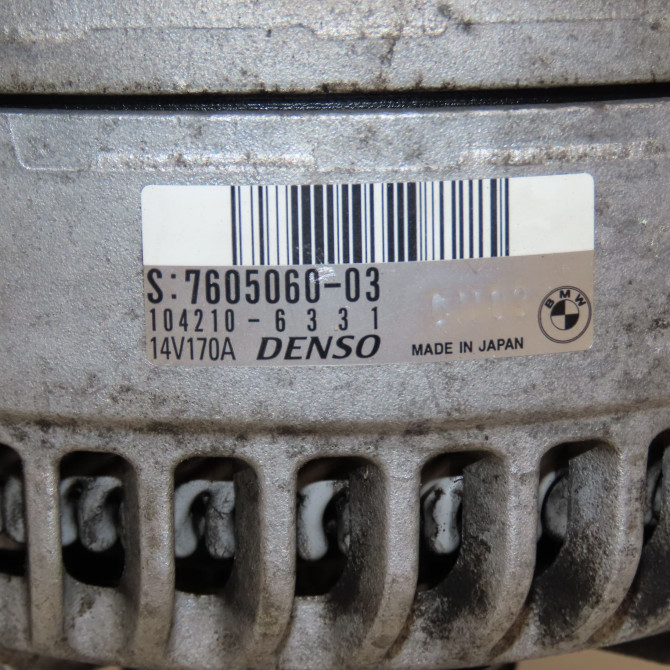 S:7605060-03
104210-6331
14V170A DENSO MADE IN JAPAN
BMW